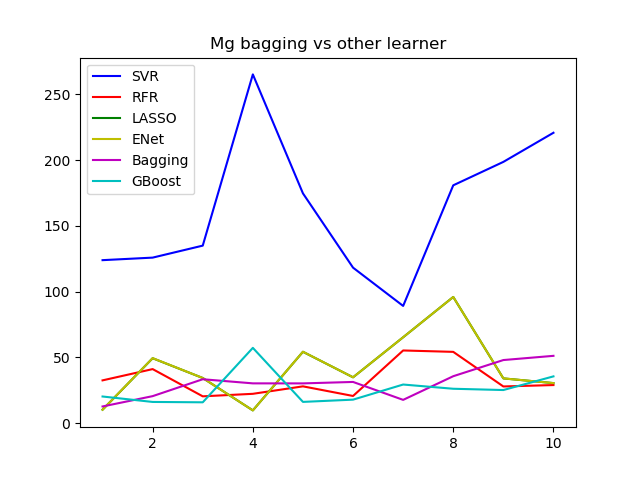 Mg bagging vs other learner
SVR
RFR
LASSO
ENet
Bagging
GBoost
250
200
150
100
50
0
2 4 6 8 10